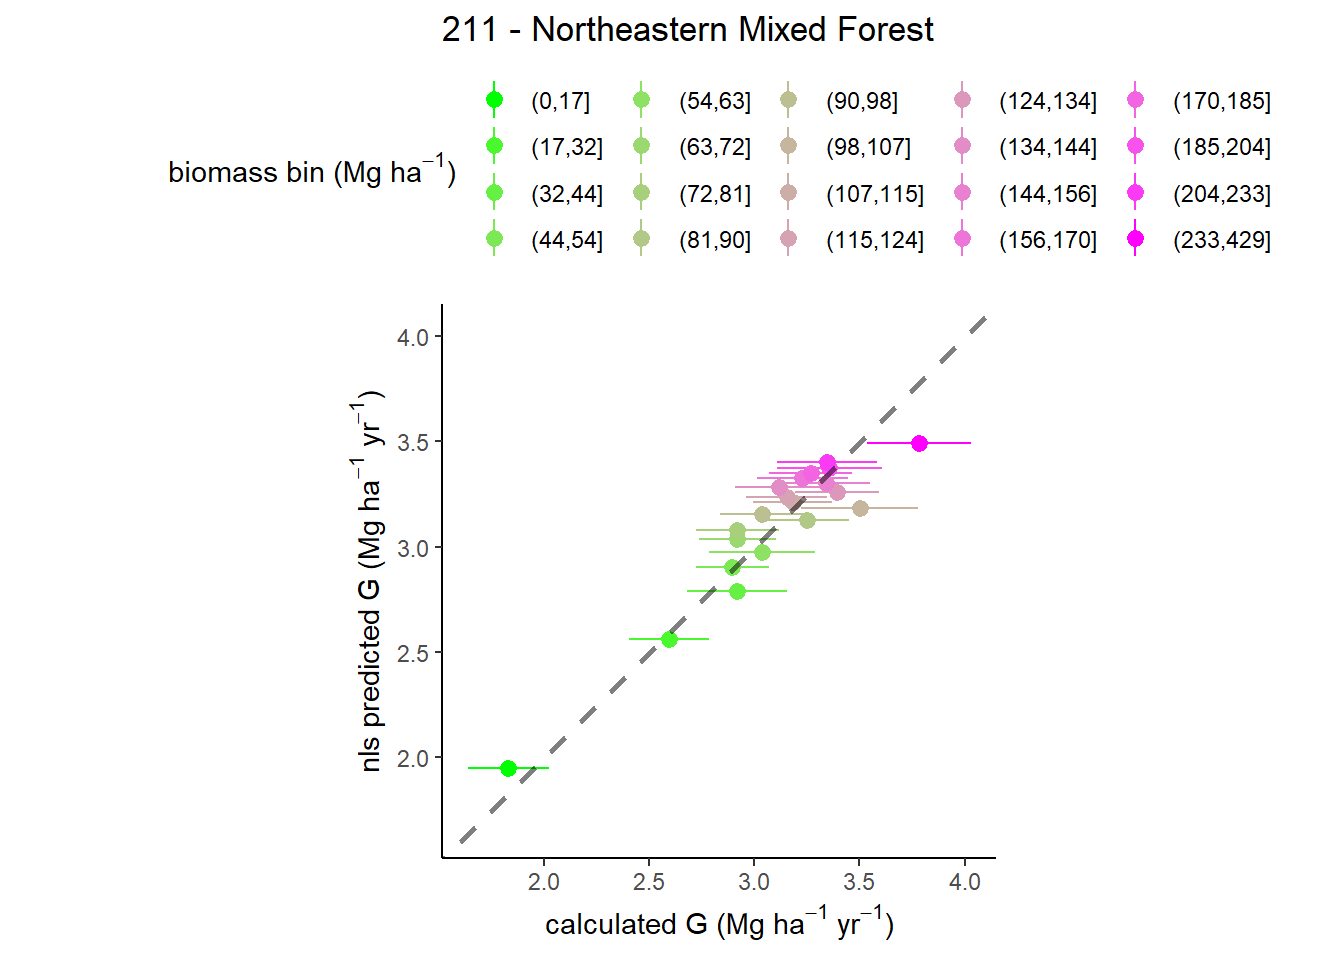 211 - Northeastern Mixed Forest
biomass bin (Mg ha⁻¹)
(0,17] (54,63] (90,98] (124,134] (170,185]
(17,32] (63,72] (98,107] (134,144] (185,204]
(32,44] (72,81] (107,115] (144,156] (204,233]
(44,54] (81,90] (115,124] (156,170] (233,429]
nls predicted G (Mg ha⁻¹ yr⁻¹)
4.0
3.5
3.0
2.5
2.0
2.0 2.5 3.0 3.5 4.0
calculated G (Mg ha⁻¹ yr⁻¹)